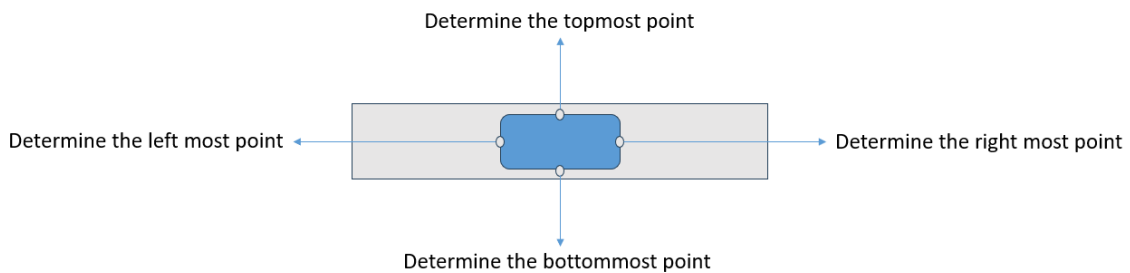 Determine the topmost point
Determine the left most point
Determine the right most point
Determine the bottommost point